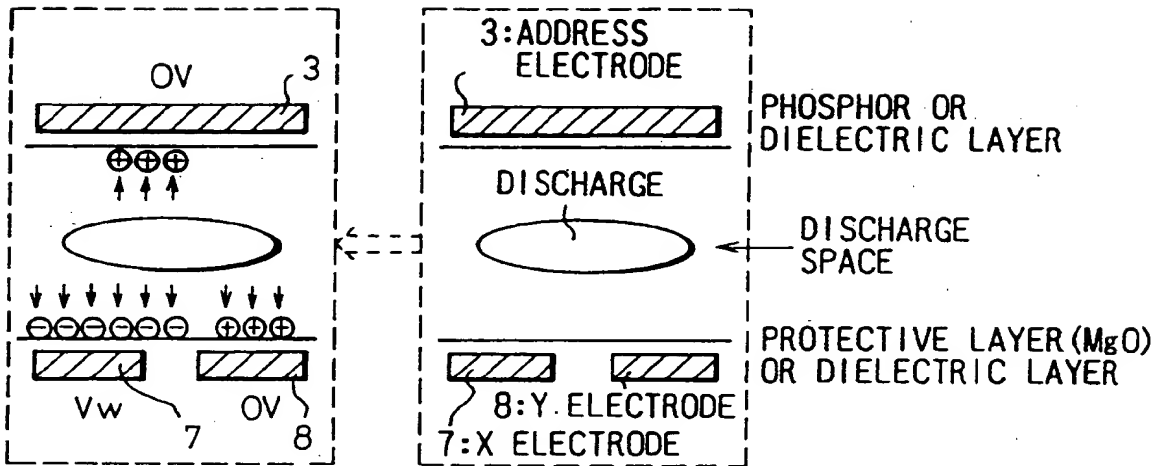 OV
3
⊕⊕⊕
⊖⊖⊖⊖⊖⊖ ⊕⊕⊕
Vw
7
OV
8
3:ADDRESS
ELECTRODE
PHOSPHOR OR
DIELECTRIC LAYER
DISCHARGE
DISCHARGE
SPACE
PROTECTIVE LAYER(MgO)
OR DIELECTRIC LAYER
8:Y. ELECTRODE
7:X ELECTRODE